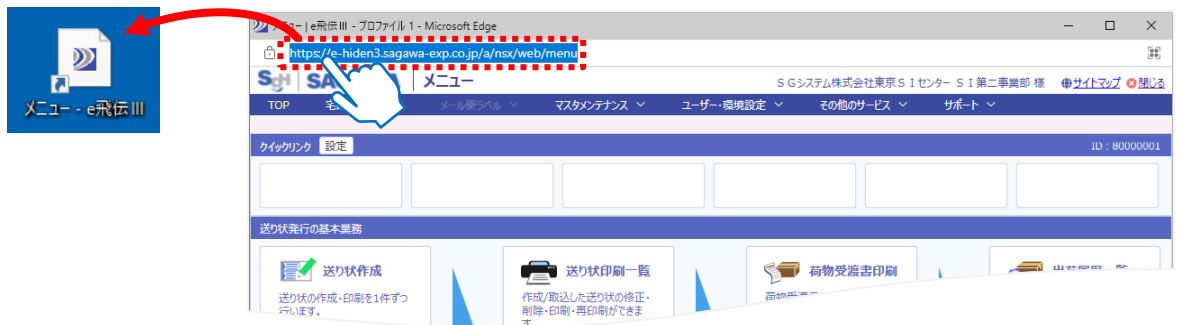 メニュー - e飛伝Ⅲ
メニュー | e飛伝Ⅲ - プロファイル 1 - Microsoft Edge
https://e-hiden3.sagawa-exp.co.jp/a/nsx/web/menu
SGH
メニュー
ＳＧシステム株式会社東京ＳＩセンター ＳＩ第二事業部 様
サイトマップ
閉じる
TOP
メール便ラベル
マスタメンテナンス
ユーザー・環境設定
その他のサービス
サポート
クイックリンク
設定
ID : 80000001
送り状発行の基本業務
送り状作成
送り状印刷一覧
荷物受渡書印刷
送り状の作成・印刷を1件ずつ
行います。
作成/取込した送り状の修正・
削除・印刷・再印刷ができま
す